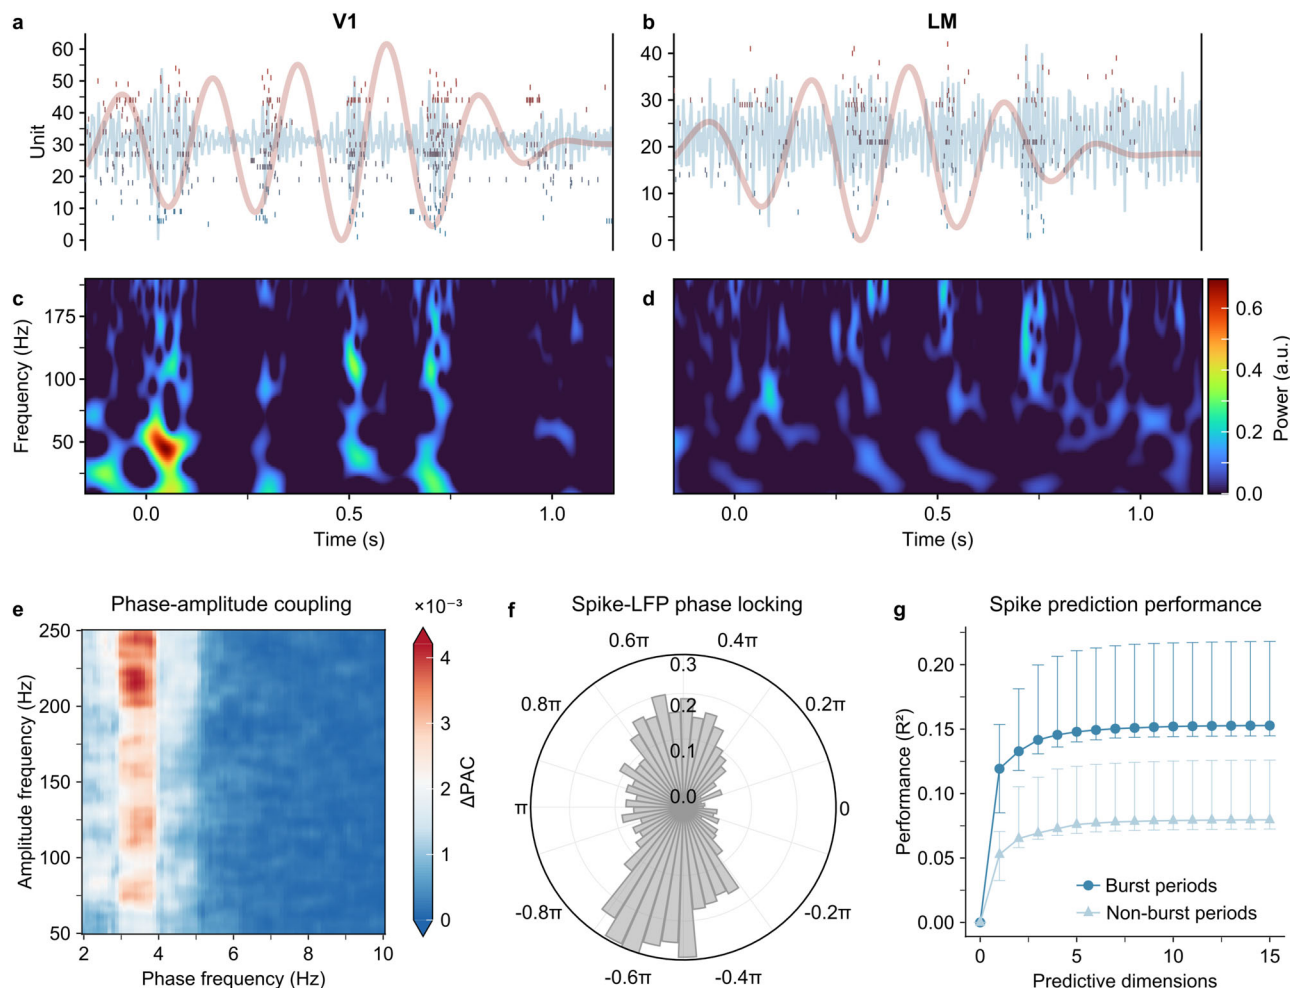 a V1
60
50
40
30
20
10
0
Unit
b LM
40
30
20
10
0
c
175
100
50
Frequency (Hz)
0.0 0.5 1.0
Time (s)
d
0.0 0.5 1.0
Time (s)
0.6
0.4
0.2
0.0
Power (a.u.)
e Phase-amplitude coupling
×10⁻³
250
200
150
100
50
Amplitude frequency (Hz)
2 4 6 8 10
Phase frequency (Hz)
4
3
2
1
0
ΔPAC
f Spike-LFP phase locking
0.6π 0.4π
0.8π 0.2π
π 0
-0.8π -0.2π
-0.6π -0.4π
0.3
0.2
0.1
0.0
g Spike prediction performance
0.20
0.15
0.10
0.05
0.00
Performance (R²)
Burst periods
Non-burst periods
0 5 10 15
Predictive dimensions